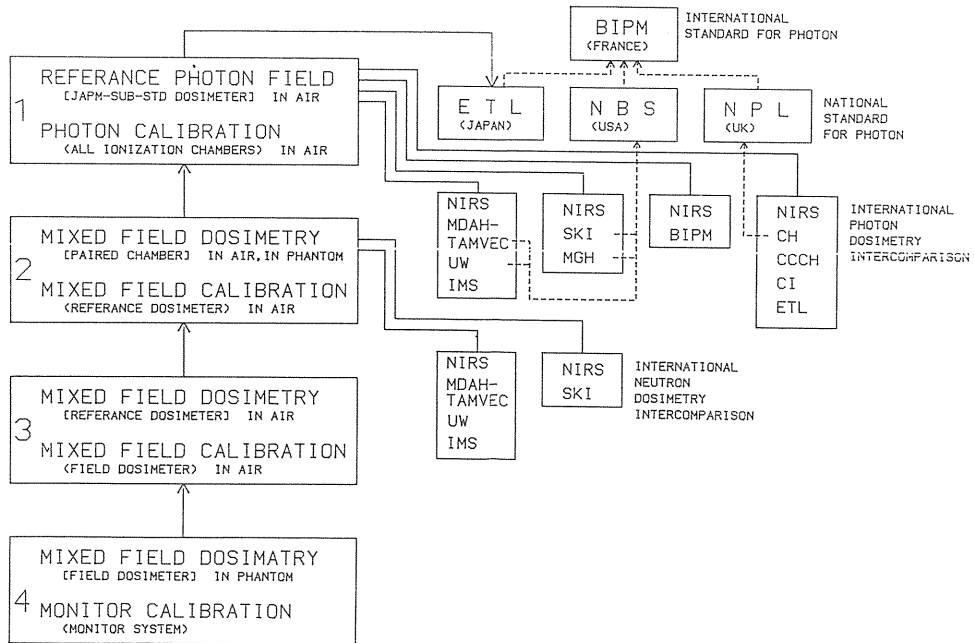 BIPM
(FRANCE)
INTERNATIONAL
STANDARD FOR PHOTON
1
REFERANCE PHOTON FIELD
[JAPM-SUB-STD DOSIMETER] IN AIR
PHOTON CALIBRATION
(ALL IONIZATION CHAMBERS) IN AIR
ETL
(JAPAN)
NBS
(USA)
NPL
(UK)
NATIONAL
STANDARD
FOR PHOTON
NIRS
MDAH-
TAMVEC
UW
IMS
NIRS
SKI
MGH
NIRS
BIPM
NIRS
CH
CCCH
CI
ETL
INTERNATIONAL
PHOTON
DOSIMETRY
INTERCOMPARISON
2
MIXED FIELD DOSIMETRY
[PAIRED CHAMBER] IN AIR, IN PHANTOM
MIXED FIELD CALIBRATION
(REFERANCE DOSIMETER) IN AIR
NIRS
MDAH-
TAMVEC
UW
IMS
NIRS
SKI
INTERNATIONAL
NEUTRON
DOSIMETRY
INTERCOMPARISON
3
MIXED FIELD DOSIMETRY
[REFERANCE DOSIMETER] IN AIR
MIXED FIELD CALIBRATION
(FIELD DOSIMETER) IN AIR
4
MIXED FIELD DOSIMATRY
[FIELD DOSIMETER] IN PHANTOM
MONITOR CALIBRATION
(MONITOR SYSTEM)